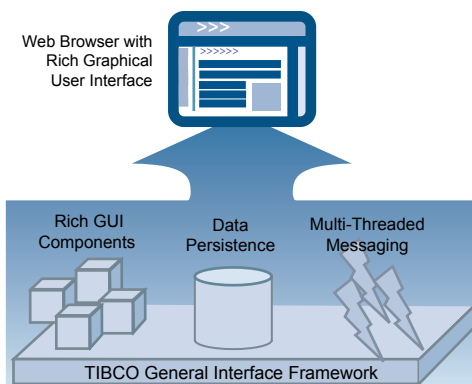 Web Browser with
Rich Graphical
User Interface
>>>
>>>>>>
Rich GUI
Components
Data
Persistence
Multi-Threaded
Messaging
TIBCO General Interface Framework